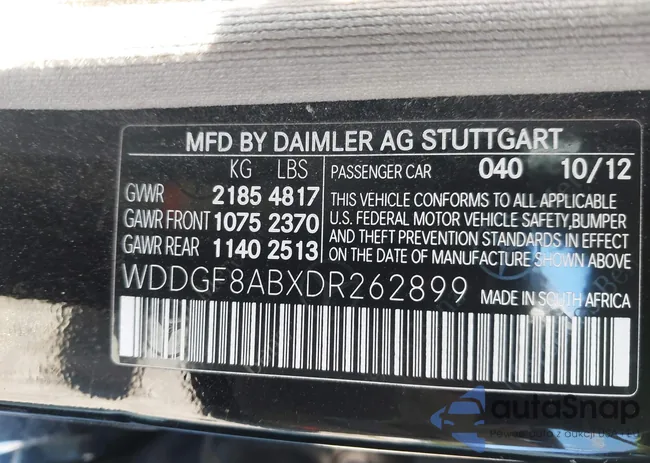 MFD BY DAIMLER AG STUTTGART
KG LBS
GVWR 2185 4817
GAWR FRONT 1075 2370
GAWR REAR 1140 2513
PASSENGER CAR 040 10/12
THIS VEHICLE CONFORMS TO ALL APPLICABLE
U.S. FEDERAL MOTOR VEHICLE SAFETY,BUMPER
AND THEFT PREVENTION STANDARDS IN EFFECT
ON THE DATE OF MANUFACTURE SHOWN ABOVE
WDDGF8ABXDR262899 MADE IN SOUTH AFRICA
autoSnap